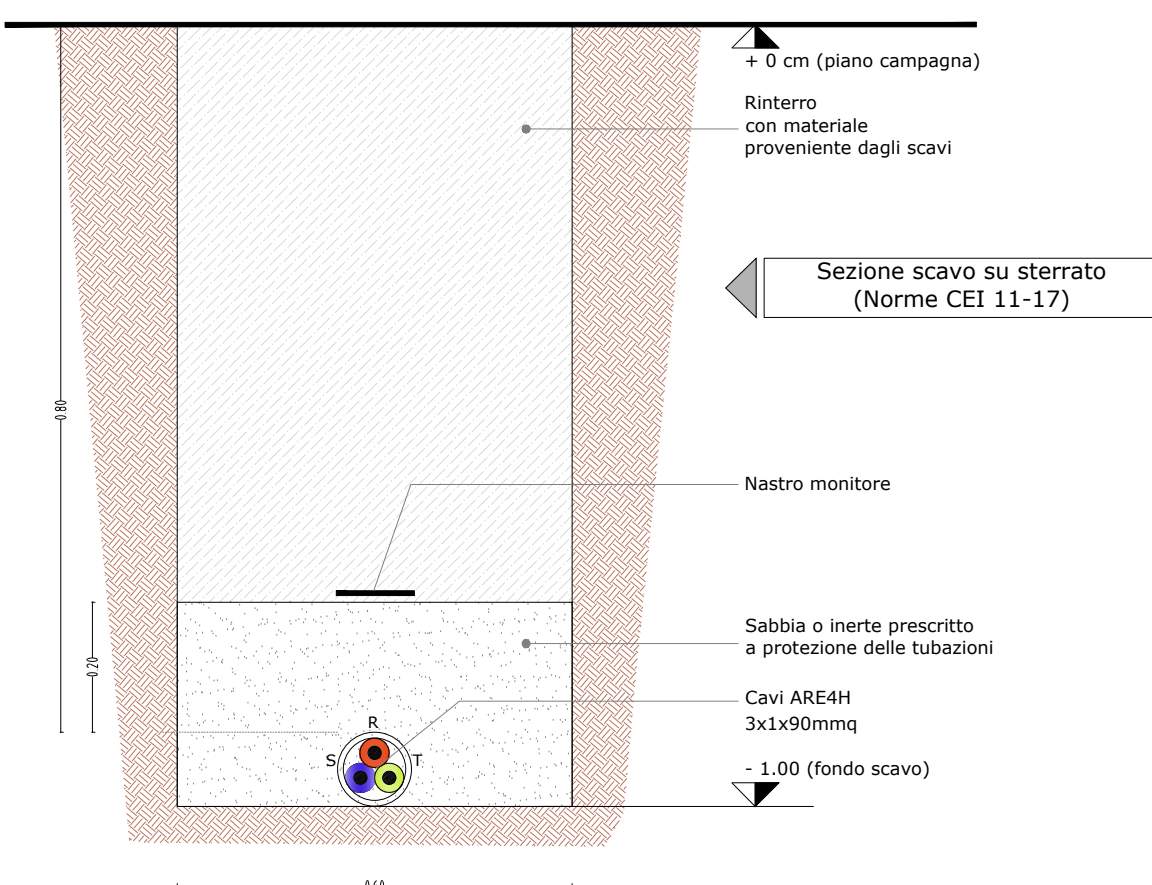 + 0 cm (piano campagna)
Rinterro
con materiale
proveniente dagli scavi
Sezione scavo su sterrato
(Norme CEI 11-17)
0.80
Nastro monitore
Sabbia o inerte prescritto
a protezione delle tubazioni
0.20
Cavi ARE4H
3x1x90mmq
R
S
T
- 1.00 (fondo scavo)